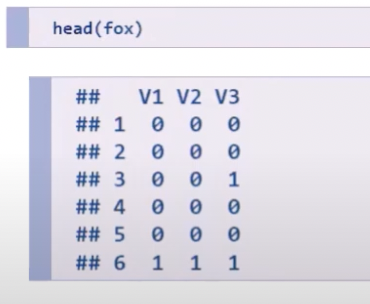 head(fox)
##   V1 V2 V3
## 1  0  0  0
## 2  0  0  0
## 3  0  0  1
## 4  0  0  0
## 5  0  0  0
## 6  1  1  1